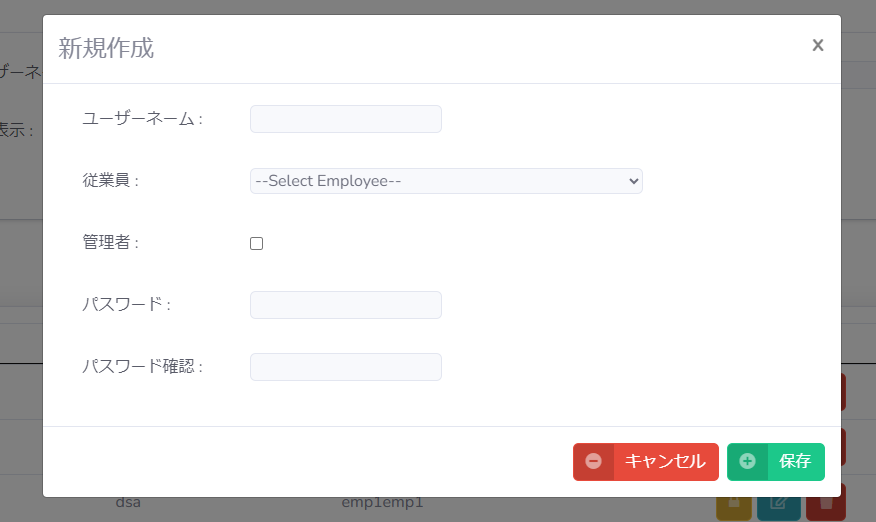 新規作成
x
ユーザーネーム :
従業員 :
--Select Employee--
管理者 :
パスワード :
パスワード確認 :
キャンセル
保存
ザーネ
表示 :
dsa
emp1emp1